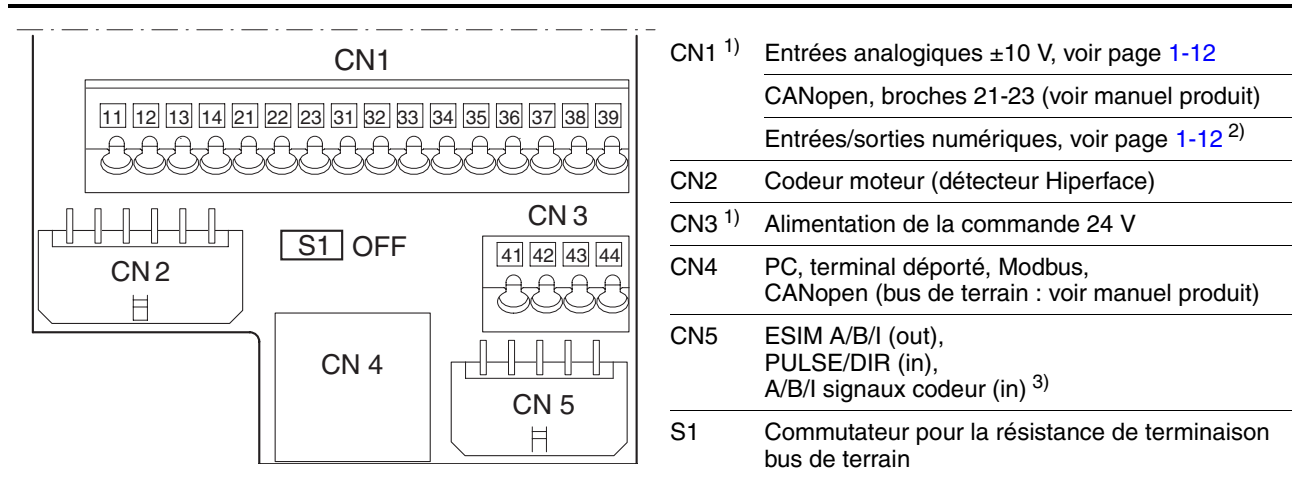 CN1
11 12 13 14 21 22 23 31 32 33 34 35 36 37 38 39
CN 3
S1 OFF
41 42 43 44
CN 2
CN 4
CN 5
CN1 1) Entrées analogiques ±10 V, voir page 1-12
CANopen, broches 21-23 (voir manuel produit)
Entrées/sorties numériques, voir page 1-12 2)
CN2 Codeur moteur (détecteur Hiperface)
CN3 1) Alimentation de la commande 24 V
CN4 PC, terminal déporté, Modbus,
CANopen (bus de terrain : voir manuel produit)
CN5 ESIM A/B/I (out),
PULSE/DIR (in),
A/B/I signaux codeur (in) 3)
S1 Commutateur pour la résistance de terminaison
bus de terrain